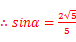 ∴ sinα = 2√5/5